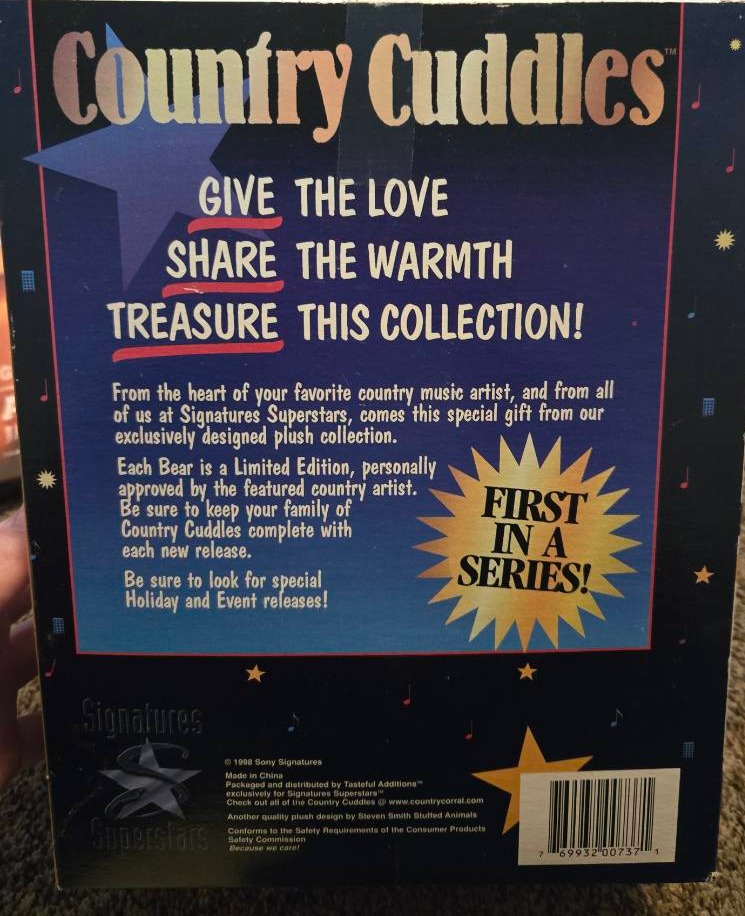 Country Cuddles™
GIVE THE LOVE
SHARE THE WARMTH
TREASURE THIS COLLECTION!
From the heart of your favorite country music artist, and from all
of us at Signatures Superstars, comes this special gift from our
exclusively designed plush collection.
Each Bear is a Limited Edition, personally
approved by the featured country artist.
Be sure to keep your family of
Country Cuddles complete with
each new release.
Be sure to look for special
Holiday and Event releases!
FIRST
IN A
SERIES!
Signatures
S
Superstars
© 1998 Sony Signatures
Made in China
Packaged and distributed by Tasteful Additions™
exclusively for Signatures Superstars™
Check out all of the Country Cuddles @ www.countrycorral.com
Another quality plush design by Steven Smith Stuffed Animals
Conforms to the Safety Requirements of the Consumer Products
Safety Commission
Because we care!
7 69932 00737 1